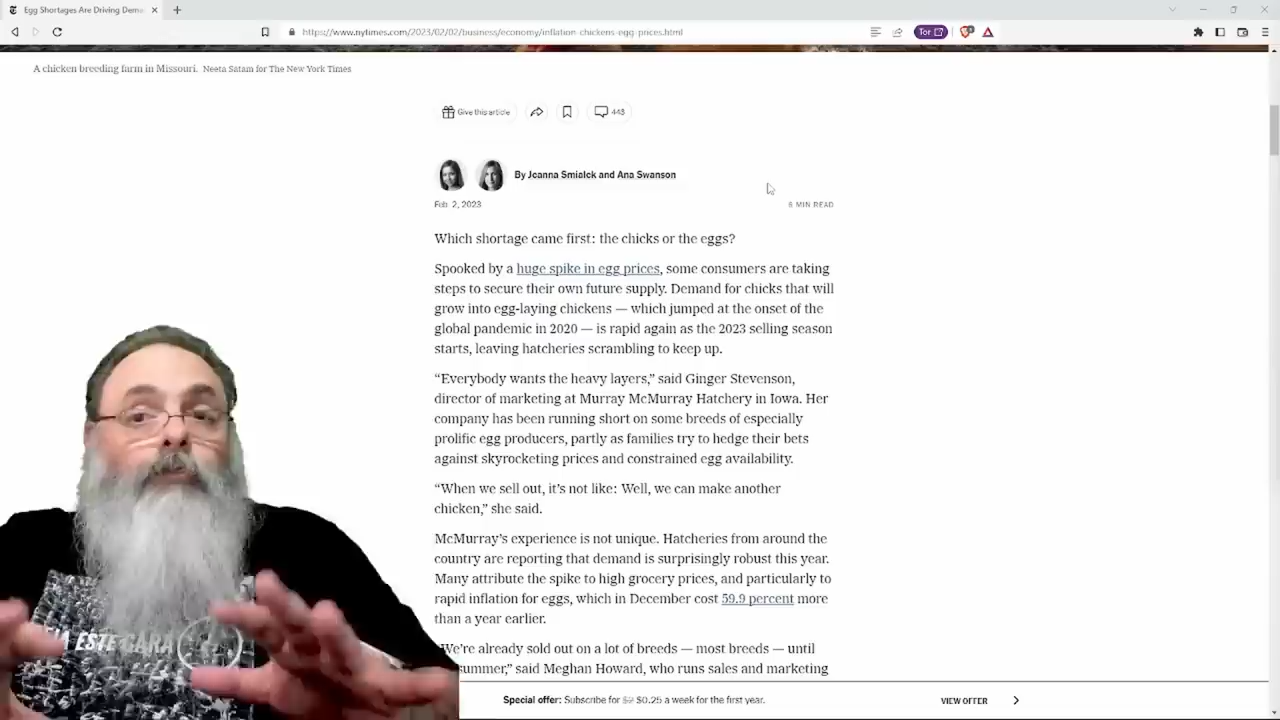 Egg Shortages Are Driving Dema
https://www.nytimes.com/2023/02/02/business/economy/inflation-chickens-egg-prices.html
Tor
A chicken breeding farm in Missouri. Neeta Satam for The New York Times
Give this article
443
By Jeanna Smialek and Ana Swanson
Feb. 2, 2023
6 MIN READ
Which shortage came first: the chicks or the eggs?
Spooked by a huge spike in egg prices, some consumers are taking
steps to secure their own future supply. Demand for chicks that will
grow into egg-laying chickens — which jumped at the onset of the
global pandemic in 2020 — is rapid again as the 2023 selling season
starts, leaving hatcheries scrambling to keep up.
“Everybody wants the heavy layers,” said Ginger Stevenson,
director of marketing at Murray McMurray Hatchery in Iowa. Her
company has been running short on some breeds of especially
prolific egg producers, partly as families try to hedge their bets
against skyrocketing prices and constrained egg availability.
“When we sell out, it’s not like: Well, we can make another
chicken,” she said.
McMurray’s experience is not unique. Hatcheries from around the
country are reporting that demand is surprisingly robust this year.
Many attribute the spike to high grocery prices, and particularly to
rapid inflation for eggs, which in December cost 59.9 percent more
than a year earlier.
We’re already sold out on a lot of breeds — most breeds — until
summer,” said Meghan Howard, who runs sales and marketing
ESTE CARA
Special offer: Subscribe for $2 $0.25 a week for the first year.
VIEW OFFER